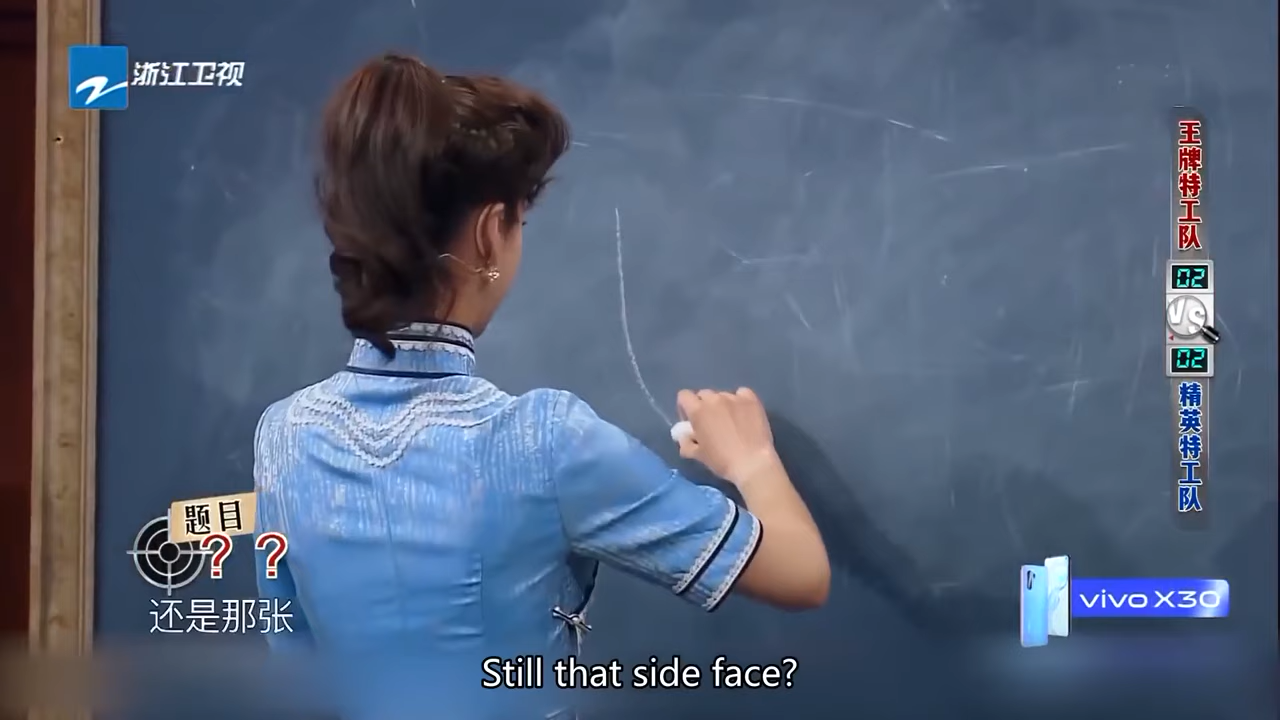 浙江卫视
王牌特工队
02
VS
02
精英特工队
题目
？？
还是那张
vivo X30
Still that side face?